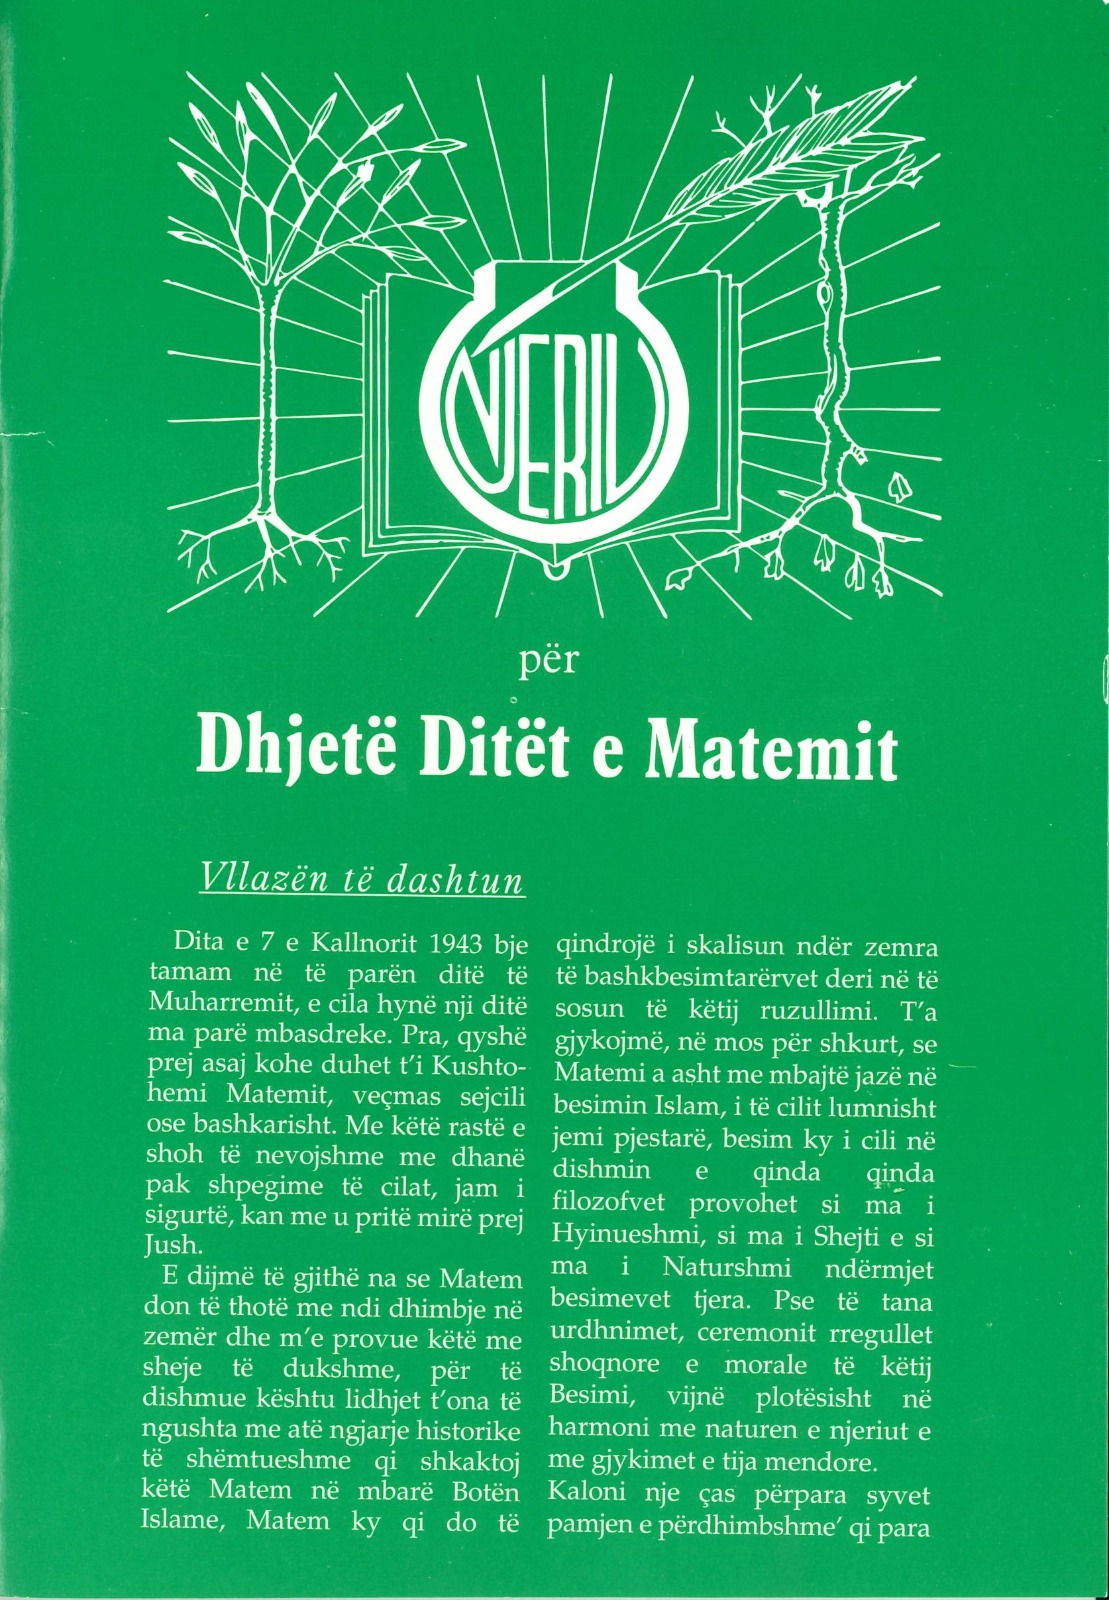 NJERIU
për
Dhjetë Ditët e Matemit
Vllazën të dashtun
Dita e 7 e Kallnorit 1943 bje
tamam në të parën ditë të
Muharremit, e cila hynë nji ditë
ma parë mbasdreke. Pra, qyshë
prej asaj kohe duhet t'i Kushto-
hemi Matemit, veçmas sejcili
ose bashkarisht. Me këtë rastë e
shoh të nevojshme me dhanë
pak shpegime të cilat, jam i
sigurtë, kan me u pritë mirë prej
Jush.
E dijmë të gjithë na se Matem
don të thotë me ndi dhimbje në
zemër dhe m'e provue këtë me
sheje të dukshme, për të
dishmue kështu lidhjet t'ona të
ngushta me atë ngjarje historike
të shëmtueshme qi shkaktoj
këtë Matem në mbarë Botën
Islame, Matem ky qi do të
qindrojë i skalisun ndër zemra
të bashkbesimtarërvet deri në të
sosun të këtij ruzullimi. T'a
gjykojmë, në mos për shkurt, se
Matemi a asht me mbajtë jazë në
besimin Islam, i të cilit lumnisht
jemi pjestarë, besim ky i cili në
dishmin e qinda qinda
filozofvet provohet si ma i
Hyinueshmi, si ma i Shejti e si
ma i Naturshmi ndërmjet
besimevet tjera. Pse të tana
urdhnimet, ceremonit rregullet
shoqnore e morale të këtij
Besimi, vijnë plotësisht në
harmoni me naturen e njeriut e
me gjykimet e tija mendore.
Kaloni nje ças përpara syvet
pamjen e përdhimbshme' qi para